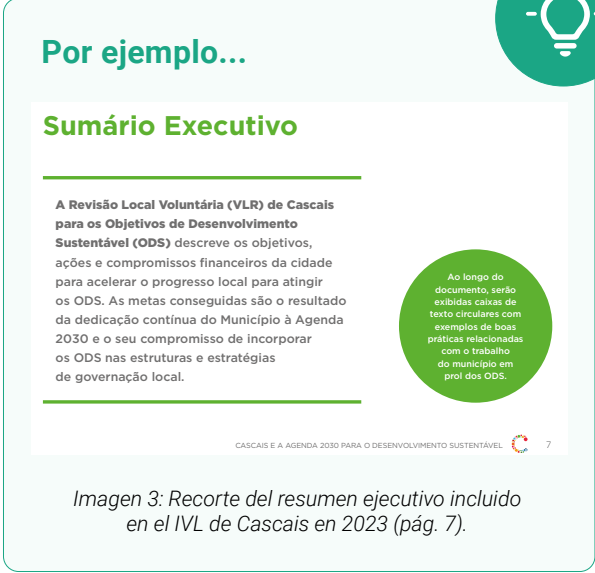 Por ejemplo...
Sumário Executivo
A Revisão Local Voluntária (VLR) de Cascais
para os Objetivos de Desenvolvimento
Sustentável (ODS) descreve os objetivos,
ações e compromissos financeiros da cidade
para acelerar o progresso local para atingir
os ODS. As metas conseguidas são o resultado
da dedicação contínua do Município à Agenda
2030 e o seu compromisso de incorporar
os ODS nas estruturas e estratégias
de governação local.
Ao longo do
documento, serão
exibidas caixas de
texto circulares com
exemplos de boas
práticas relacionadas
com o trabalho
do município em
prol dos ODS.
CASCAIS E A AGENDA 2030 PARA O DESENVOLVIMENTO SUSTENTÁVEL 7
Imagen 3: Recorte del resumen ejecutivo incluido
en el IVL de Cascais en 2023 (pág. 7).